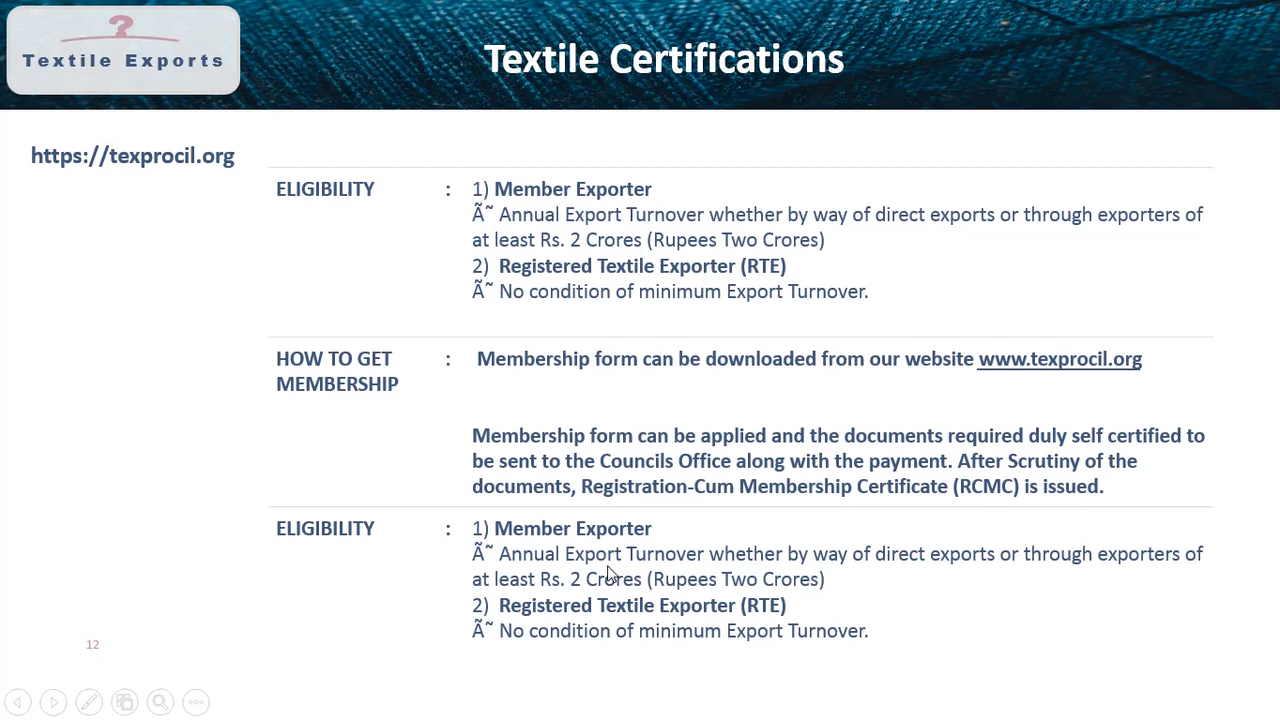 ?
Textile Exports
Textile Certifications
https://texprocil.org
ELIGIBILITY : 1) Member Exporter
Ø Annual Export Turnover whether by way of direct exports or through exporters of
at least Rs. 2 Crores (Rupees Two Crores)
2) Registered Textile Exporter (RTE)
Ø No condition of minimum Export Turnover.
HOW TO GET : Membership form can be downloaded from our website www.texprocil.org
MEMBERSHIP
Membership form can be applied and the documents required duly self certified to
be sent to the Councils Office along with the payment. After Scrutiny of the
documents, Registration-Cum Membership Certificate (RCMC) is issued.
ELIGIBILITY : 1) Member Exporter
Ø Annual Export Turnover whether by way of direct exports or through exporters of
at least Rs. 2 Crores (Rupees Two Crores)
2) Registered Textile Exporter (RTE)
Ø No condition of minimum Export Turnover.
12